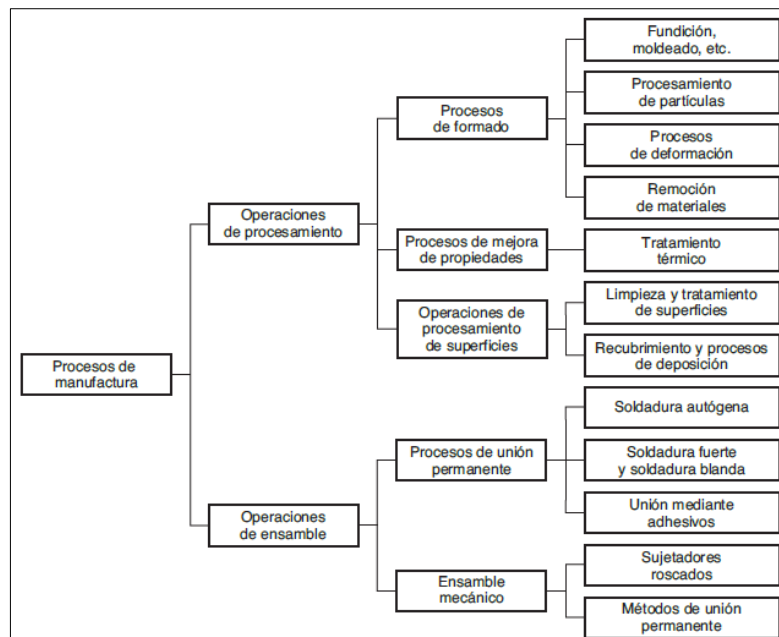 Fundición,
moldeado, etc.
Procesamiento
de partículas
Procesos
de formado
Procesos
de deformación
Remoción
de materiales
Operaciones
de procesamiento
Procesos de mejora
de propiedades
Tratamiento
térmico
Operaciones de
procesamiento
de superficies
Limpieza y tratamiento
de superficies
Recubrimiento y procesos
de deposición
Procesos de
manufactura
Soldadura autógena
Procesos de unión
permanente
Soldadura fuerte
y soldadura blanda
Unión mediante
adhesivos
Operaciones
de ensamble
Sujetadores
roscados
Ensamble
mecánico
Métodos de unión
permanente